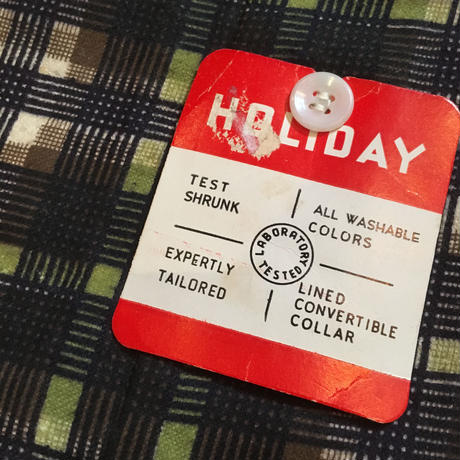 HOLIDAY
TEST
SHRUNK
ALL WASHABLE
COLORS
LABORATORY
TESTED
EXPERTLY
TAILORED
LINED
CONVERTIBLE
COLLAR